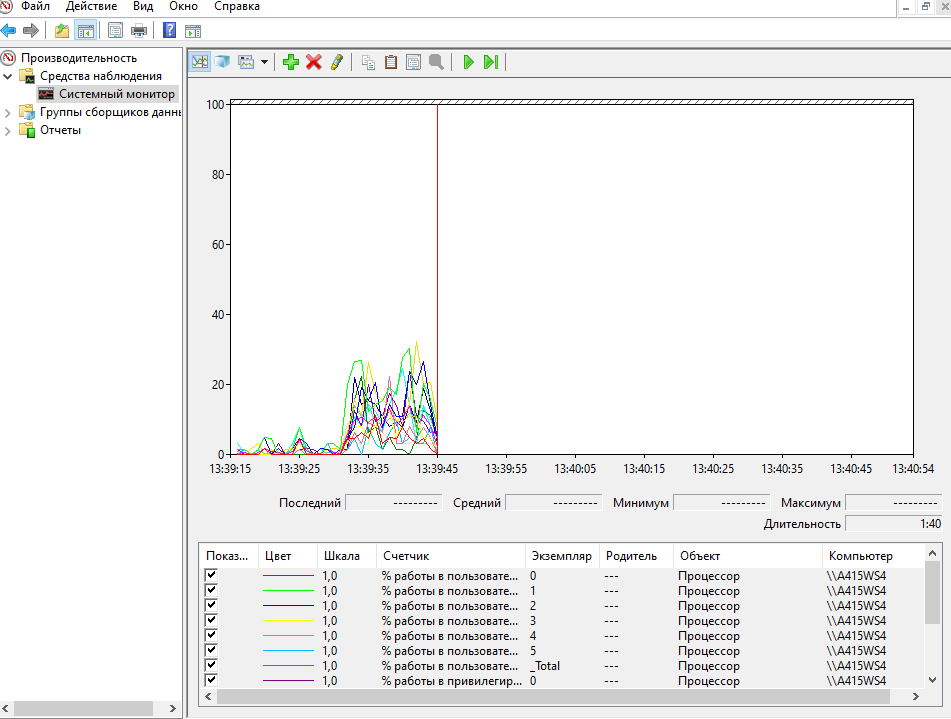 Файл Действие Вид Окно Справка
Производительность
Средства наблюдения
Системный монитор
Группы сборщиков данны
Отчеты
100
80
60
40
20
0
13:39:15 13:39:25 13:39:35 13:39:45 13:39:55 13:40:05 13:40:15 13:40:25 13:40:35 13:40:45 13:40:54
Последний --------- Средний --------- Минимум --------- Максимум ---------
Длительность 1:40
Показ... Цвет Шкала Счетчик Экземпляр Родитель Объект Компьютер
1,0 % работы в пользовате... 0 --- Процессор \\A415WS4
1,0 % работы в пользовате... 1 --- Процессор \\A415WS4
1,0 % работы в пользовате... 2 --- Процессор \\A415WS4
1,0 % работы в пользовате... 3 --- Процессор \\A415WS4
1,0 % работы в пользовате... 4 --- Процессор \\A415WS4
1,0 % работы в пользовате... 5 --- Процессор \\A415WS4
1,0 % работы в пользовате... _Total --- Процессор \\A415WS4
1,0 % работы в привилегир... 0 --- Процессор \\A415WS4